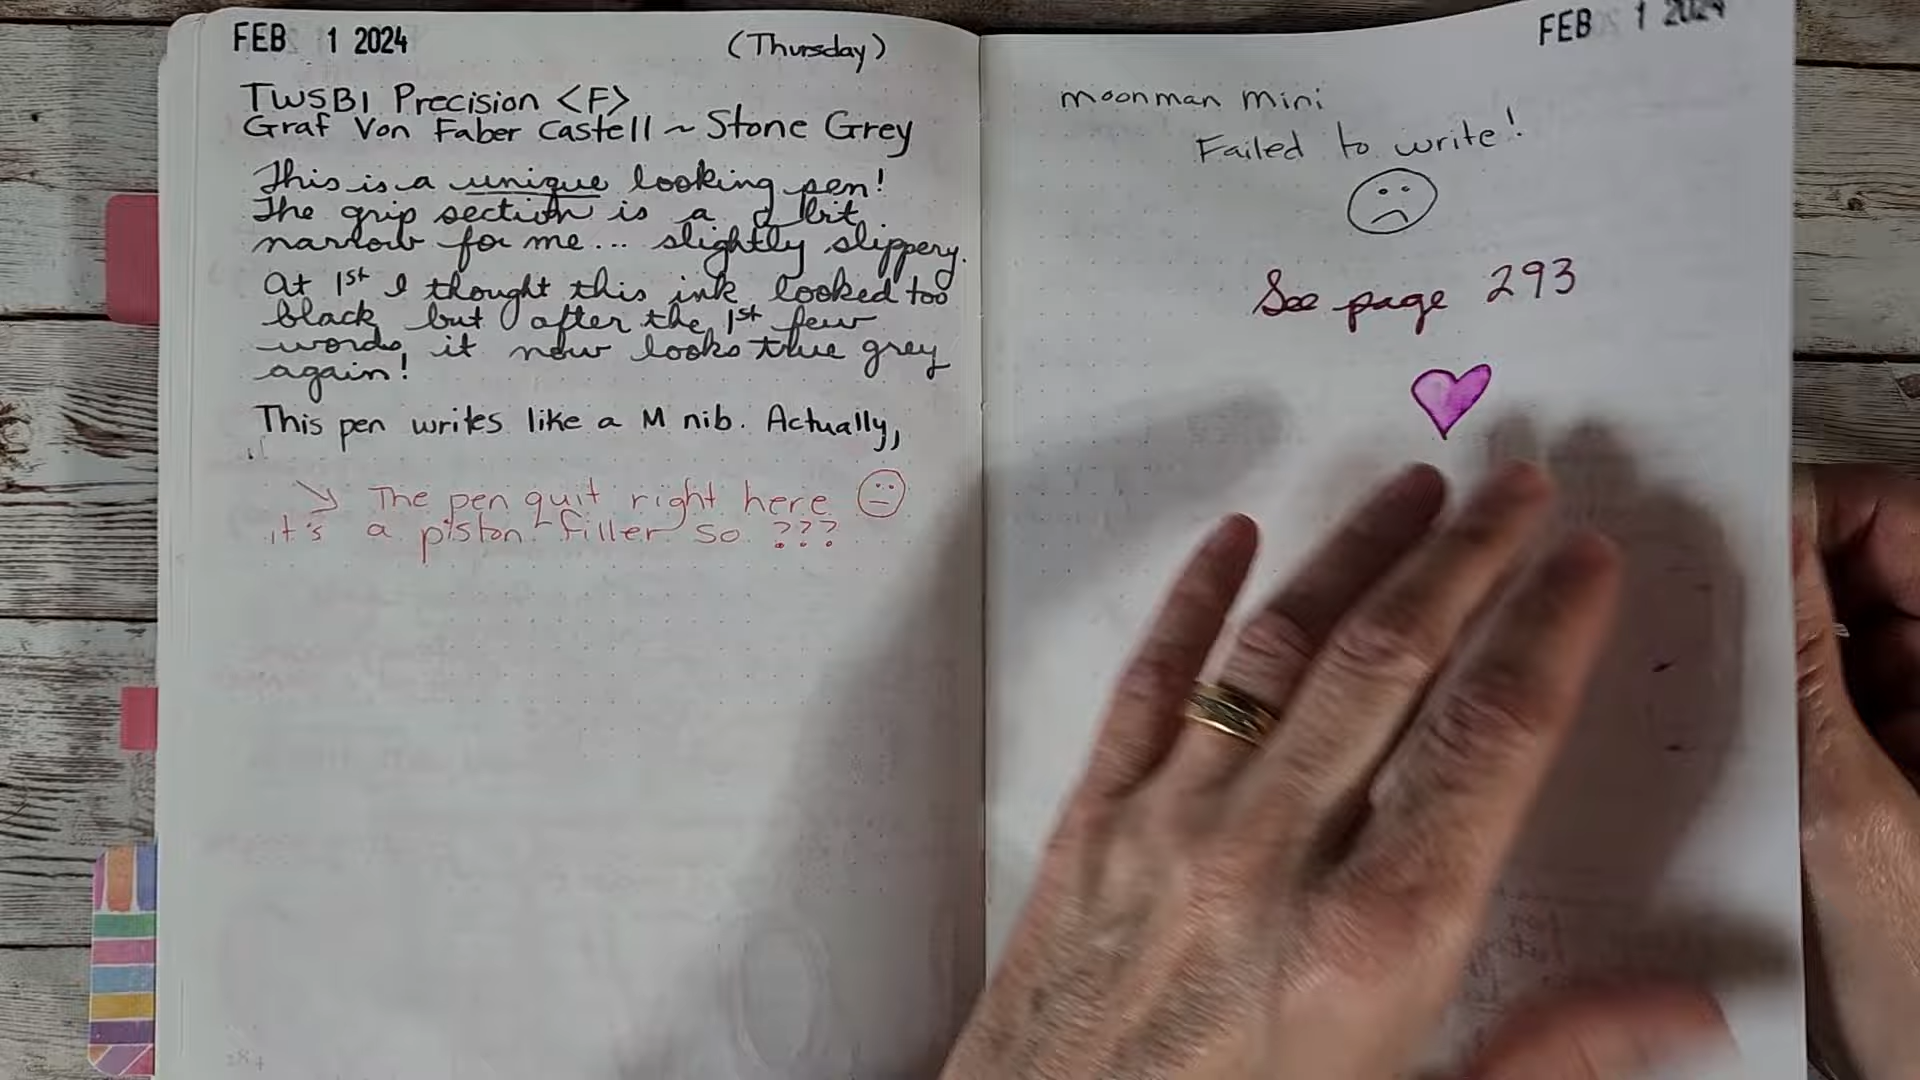 FEB 1 2024
(Thursday)
TWSBI Precision <F>
Graf Von Faber Castell ~ Stone Grey
This is a unique looking pen!
The grip section is a bit
narrow for me... slightly slippery.
At 1st I thought this ink looked too
black, but after the 1st few
words, it now looks true grey
again!
This pen writes like a M nib. Actually,
→ The pen quit right here
it's a piston-filler so ???
284
FEB 1 2024
moonman mini
Failed to write!
See page 293